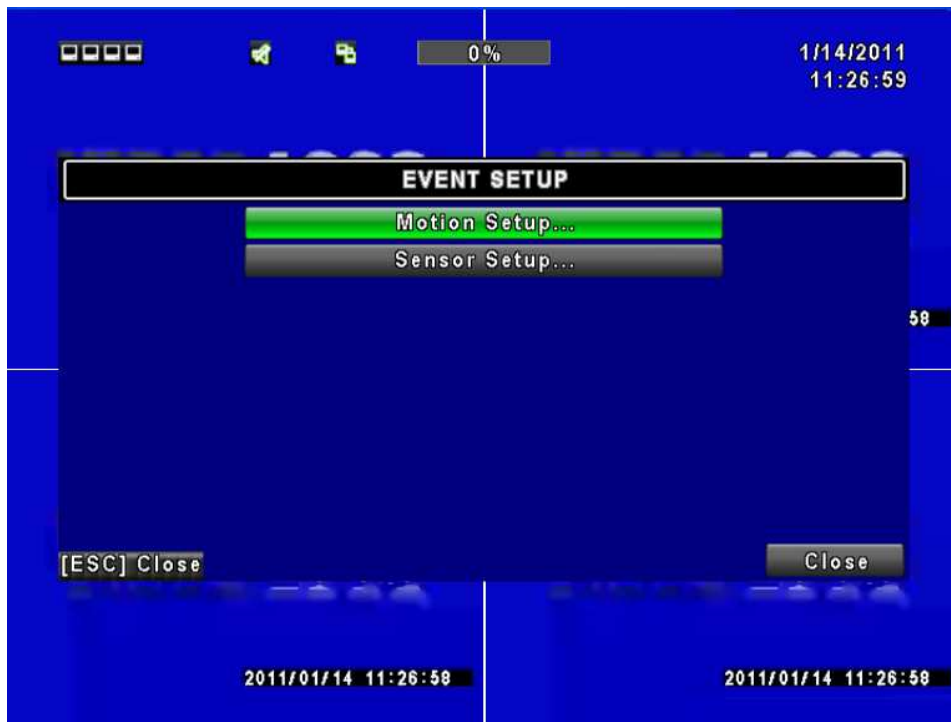 0%
1/14/2011
11:26:59
EVENT SETUP
Motion Setup...
Sensor Setup...
58
[ESC] Close
Close
2011/01/14 11:26:58
2011/01/14 11:26:58